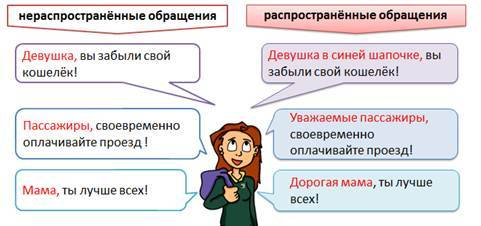 нераспространённые обращения
распространённые обращения
Девушка, вы забыли свой
кошелёк!
Девушка в синей шапочке, вы
забыли свой кошелёк!
Пассажиры, своевременно
оплачивайте проезд !
Уважаемые пассажиры,
своевременно
оплачивайте проезд!
Мама, ты лучше всех!
Дорогая мама, ты лучше
всех!